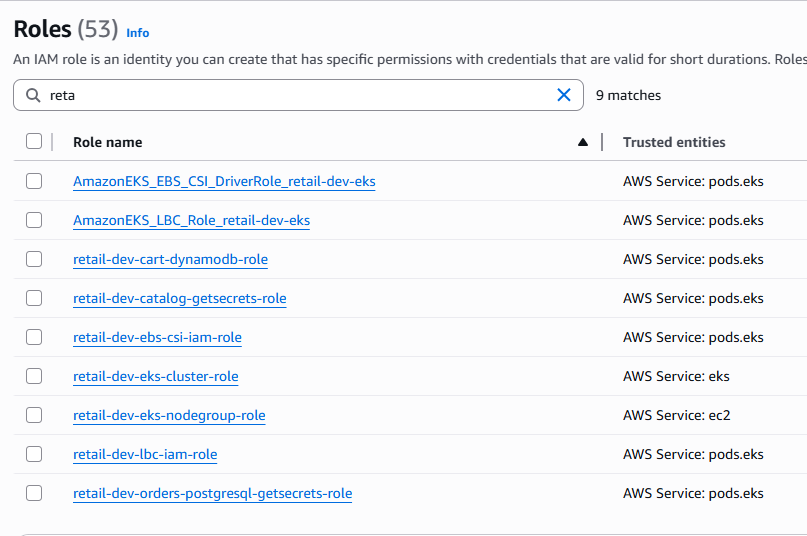 Roles (53) Info
An IAM role is an identity you can create that has specific permissions with credentials that are valid for short durations. Roles
reta 9 matches
Role name Trusted entities
AmazonEKS_EBS_CSI_DriverRole_retail-dev-eks AWS Service: pods.eks
AmazonEKS_LBC_Role_retail-dev-eks AWS Service: pods.eks
retail-dev-cart-dynamodb-role AWS Service: pods.eks
retail-dev-catalog-getsecrets-role AWS Service: pods.eks
retail-dev-ebs-csi-iam-role AWS Service: pods.eks
retail-dev-eks-cluster-role AWS Service: eks
retail-dev-eks-nodegroup-role AWS Service: ec2
retail-dev-lbc-iam-role AWS Service: pods.eks
retail-dev-orders-postgresql-getsecrets-role AWS Service: pods.eks